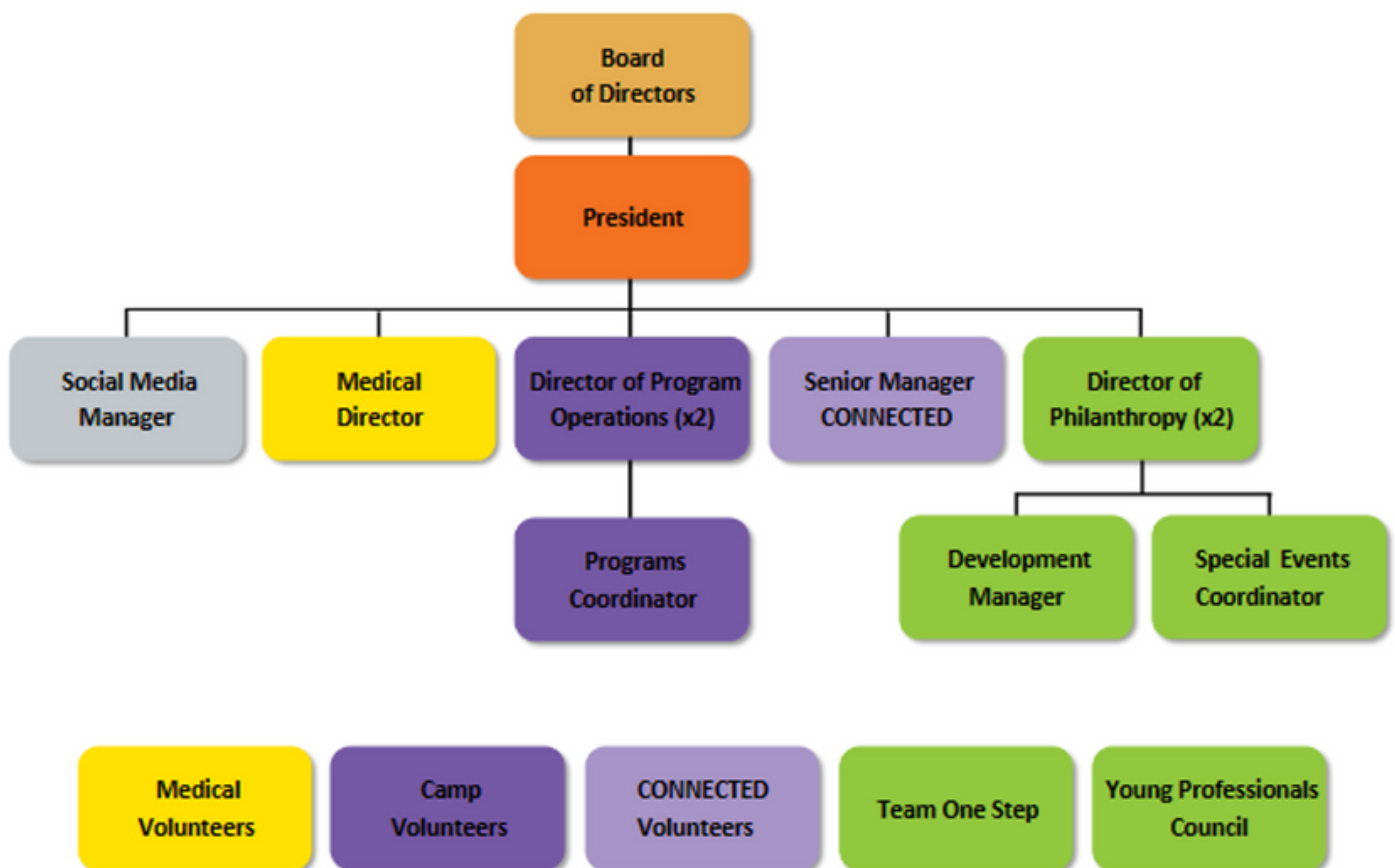 Board
of Directors
President
Social Media
Manager
Medical
Director
Director of Program
Operations (x2)
Senior Manager
CONNECTED
Director of
Philanthropy (x2)
Programs
Coordinator
Development
Manager
Special Events
Coordinator
Medical
Volunteers
Camp
Volunteers
CONNECTED
Volunteers
Team One Step
Young Professionals
Council